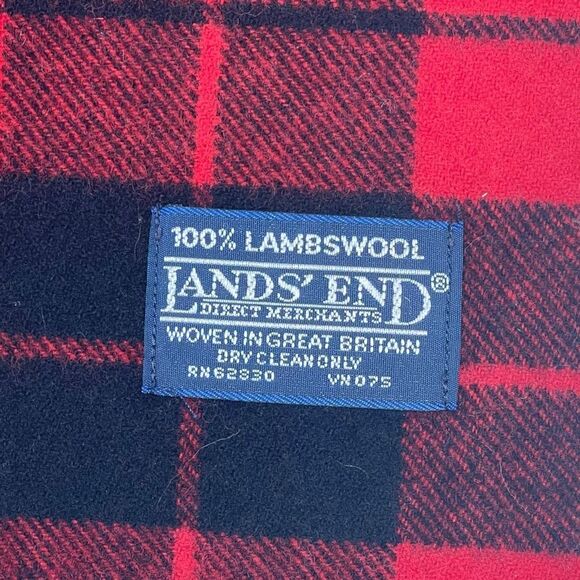 100% LAMBSWOOL
LANDS' END®
DIRECT MERCHANTS
WOVEN IN GREAT BRITAIN
DRY CLEAN ONLY
RN62830 VN075